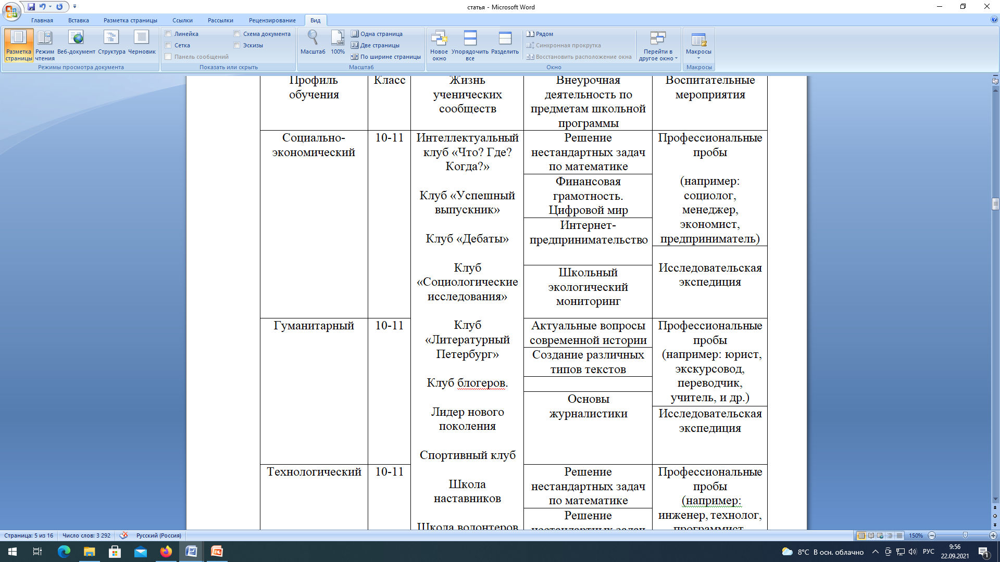 статья - Microsoft Word
Главная Вставка Разметка страницы Ссылки Рассылки Рецензирование Вид
Разметка страницы
Режим чтения
Веб-документ
Структура
Черновик
Режимы просмотра документа
Линейка
Сетка
Панель сообщений
Схема документа
Эскизы
Показать или скрыть
Масштаб
100%
Одна страница
Две страницы
По ширине страницы
Масштаб
Новое окно
Упорядочить все
Разделить
Рядом
Синхронная прокрутка
Восстановить расположение окна
Перейти в другое окно
Окно
Макросы
Макросы
Профиль
обучения
Класс
Жизнь
ученических
сообществ
Внеурочная
деятельность по
предметам школьной
программы
Воспитательные
мероприятия
Социально-
экономический
10-11
Интеллектуальный
клуб «Что? Где?
Когда?»
Клуб «Успешный
выпускник»
Клуб «Дебаты»
Клуб
«Социологические
исследования»
Клуб
«Литературный
Петербург»
Клуб блогеров.
Лидер нового
поколения
Спортивный клуб
Школа
наставников
Школа волонтеров
Решение
нестандартных задач
по математике
Финансовая
грамотность.
Цифровой мир
Интернет-
предпринимательство
Школьный
экологический
мониторинг
Профессиональные
пробы
(например:
социолог,
менеджер,
экономист,
предприниматель)
Исследовательская
экспедиция
Гуманитарный
10-11
Актуальные вопросы
современной истории
Создание различных
типов текстов
Основы
журналистики
Профессиональные
пробы
(например: юрист,
экскурсовод,
переводчик,
учитель, и др.)
Исследовательская
экспедиция
Технологический
10-11
Решение
нестандартных задач
по математике
Решение
нестандартных задач
Профессиональные
пробы
(например:
инженер, технолог,
программист
Страница: 5 из 16 Число слов: 3 292 Русский (Россия) 150%
8°C В осн. облачно РУС 9:56
22.09.2021
1